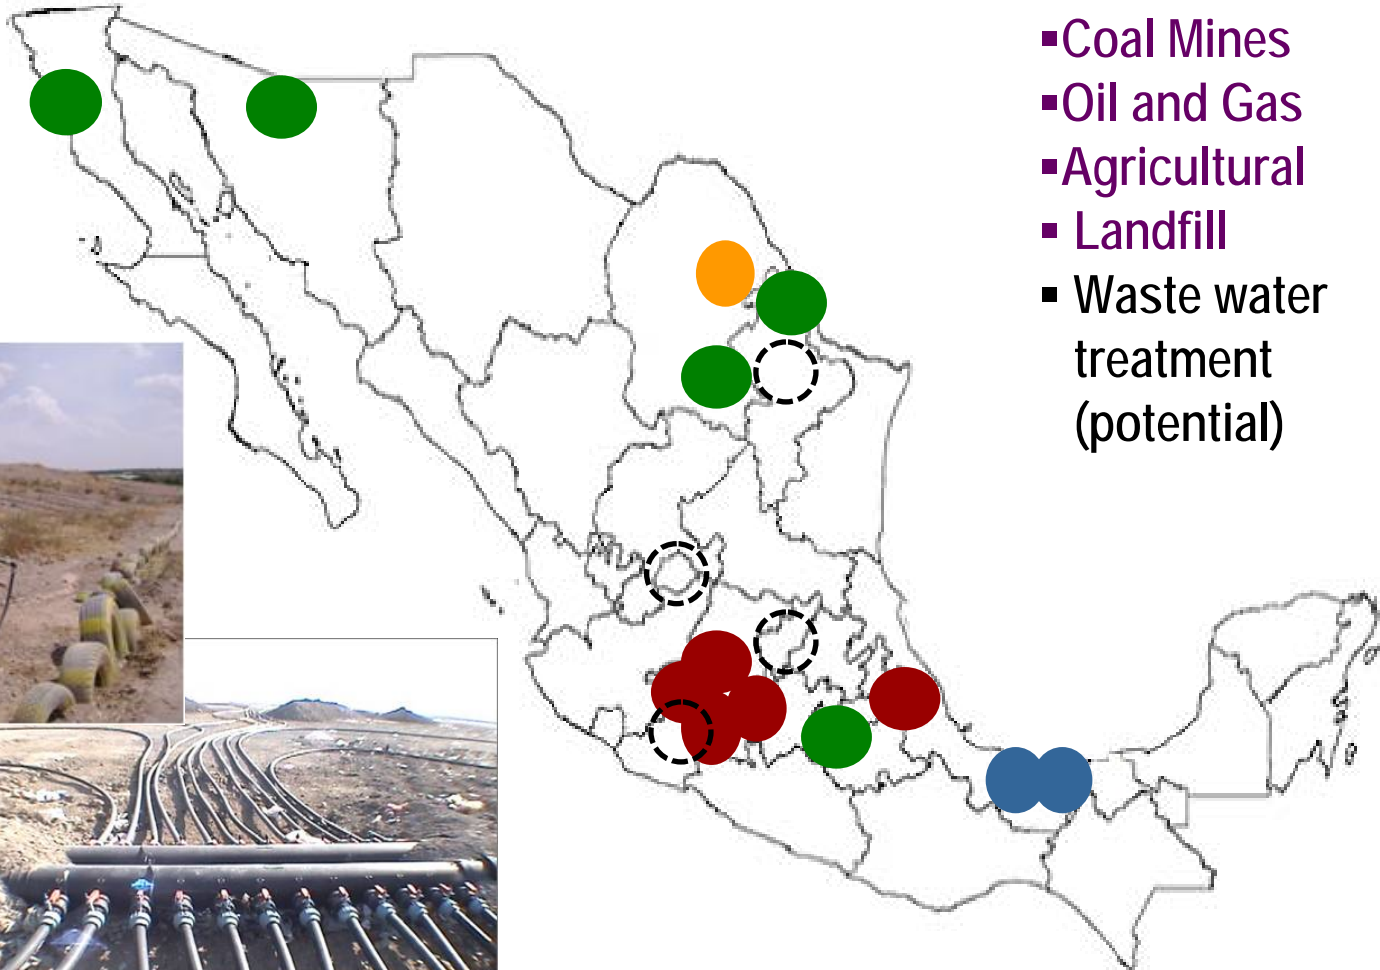 ▪Coal Mines
▪Oil and Gas
▪Agricultural
▪ Landfill
▪ Waste water
treatment
(potential)